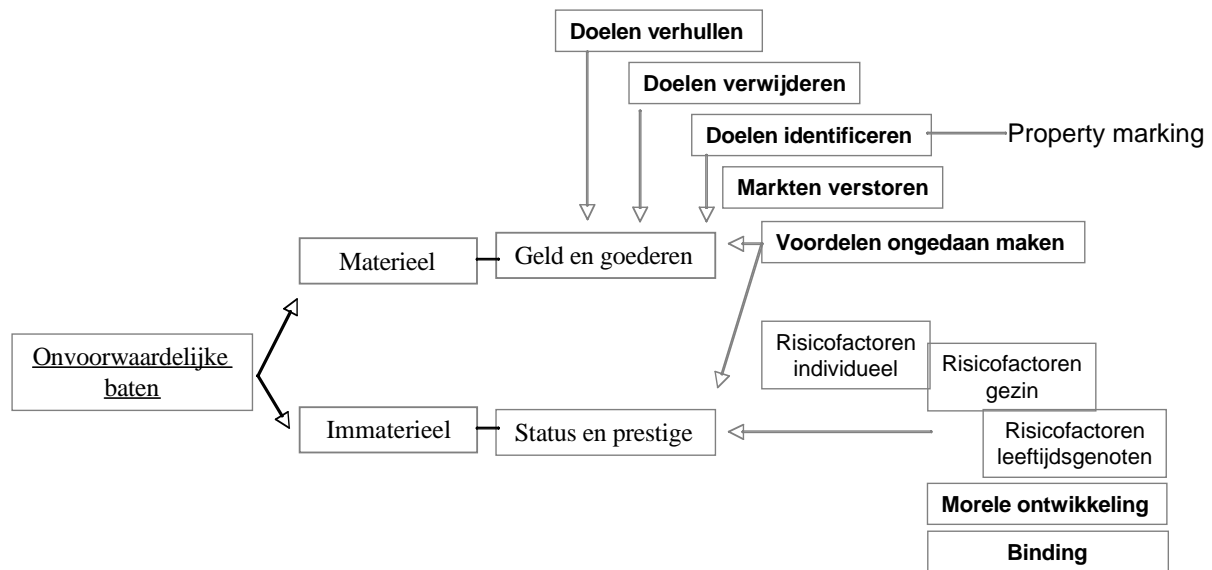 Doelen verhullen
Doelen verwijderen
Doelen identificeren
Property marking
Markten verstoren
Voordelen ongedaan maken
Materieel
Geld en goederen
Onvoorwaardelijke
baten
Risicofactoren
individueel
Risicofactoren
gezin
Immaterieel
Status en prestige
Risicofactoren
leeftijdsgenoten
Morele ontwikkeling
Binding